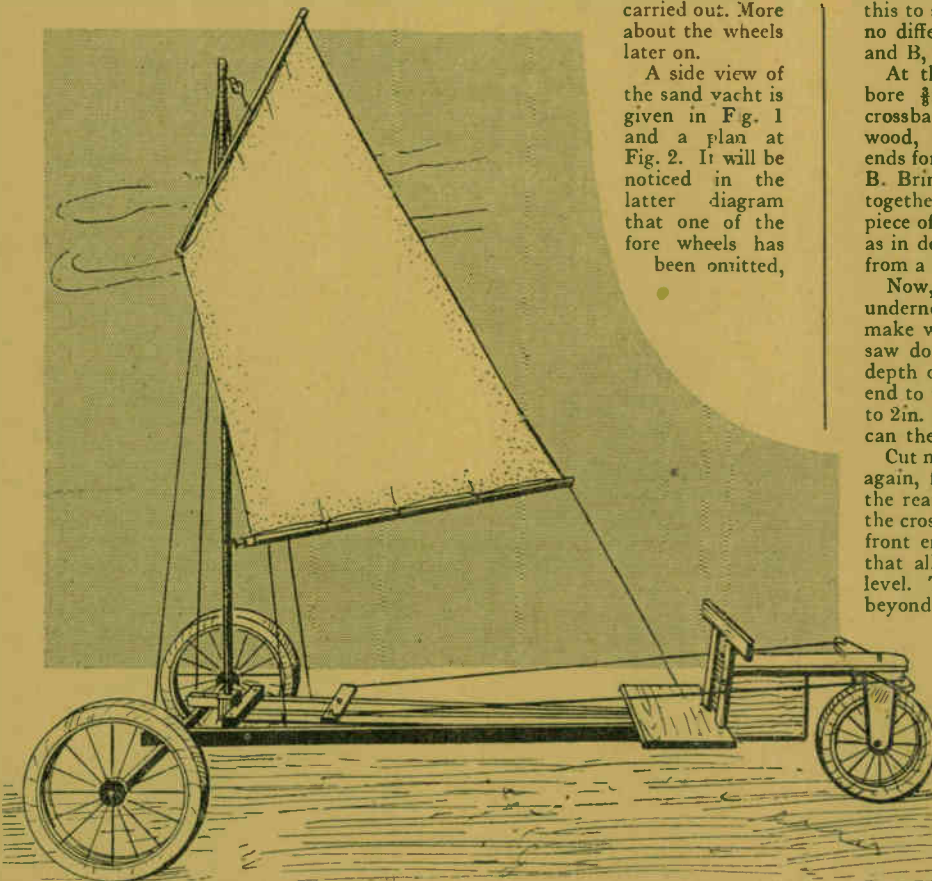 carried out. More
about the wheels
later on.
A side view of
the sand yacht is
given in Fig. 1
and a plan at
Fig. 2. It will be
noticed in the
latter diagram
that one of the
fore wheels has
been omitted,
this to
no diffe
and B,
At th
bore
crossba
wood,
ends for
B. Brin
togethe
piece of
as in de
from a
Now,
underne
make w
saw do
depth o
end to
to 2in.
can the
Cut n
again, f
the rea
the cros
front en
that al
level. T
beyond